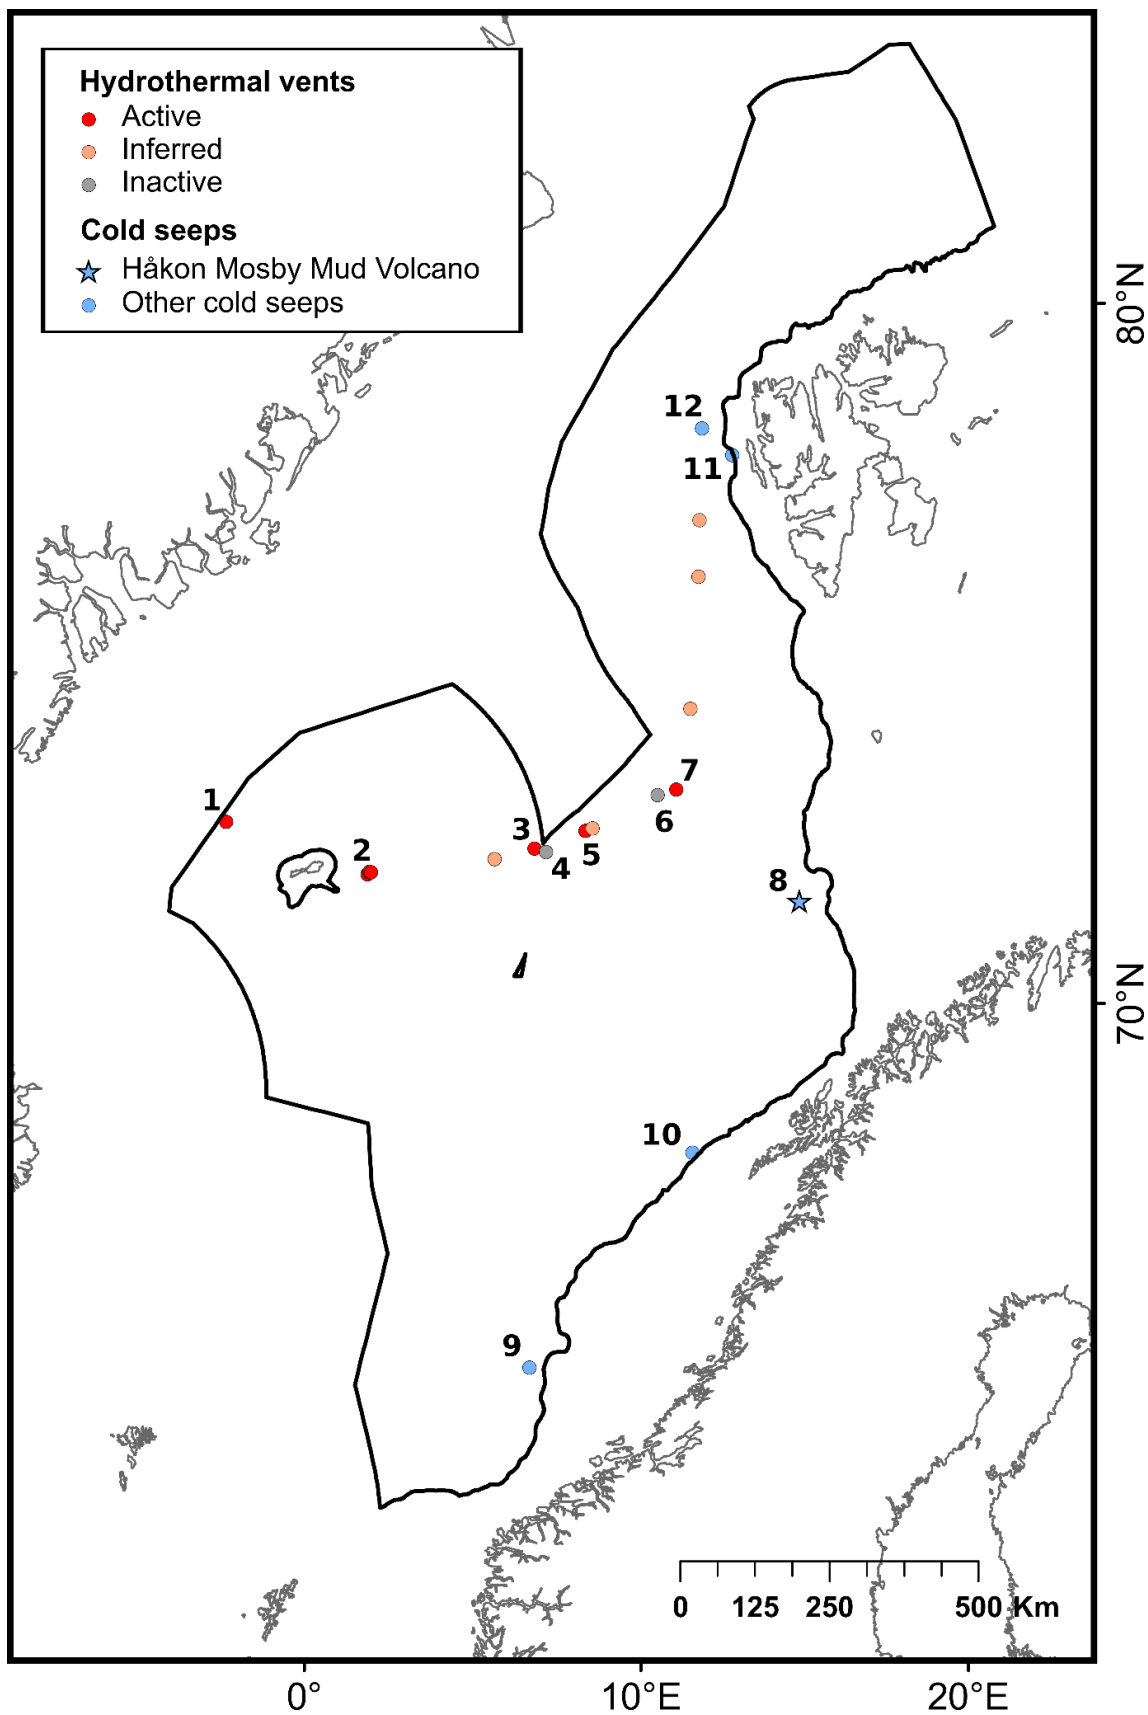 Hydrothermal vents
Active
Inferred
Inactive
Cold seeps
Håkon Mosby Mud Volcano
Other cold seeps
80°N
12
11
7
1
6
3
2
5
4
8
70°N
10
9
0 125 250 500 Km
0° 10°E 20°E